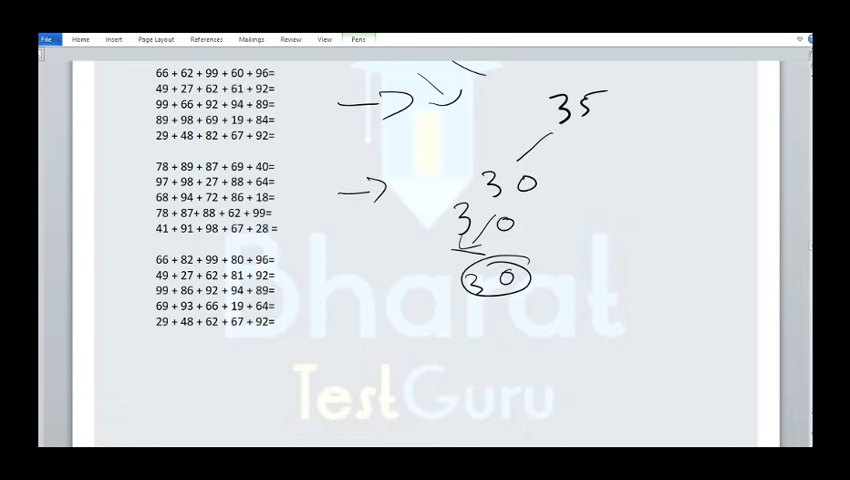 File Home Insert Page Layout References Mailings Review View Pens
66 + 62 + 99 + 60 + 96=
49 + 27 + 62 + 61 + 92=
99 + 66 + 92 + 94 + 89=
89 + 98 + 69 + 19 + 84=
29 + 48 + 82 + 67 + 92=
35
78 + 89 + 87 + 69 + 40=
97 + 98 + 27 + 88 + 64=
68 + 94 + 72 + 86 + 18=
78 + 87+ 88 + 62 + 99=
41 + 91 + 98 + 67 + 28 =
30
30
30
66 + 82 + 99 + 80 + 96=
49 + 27 + 62 + 81 + 92=
99 + 86 + 92 + 94 + 89=
69 + 93 + 66 + 19 + 64=
29 + 48 + 62 + 67 + 92=
Bharat
TestGuru